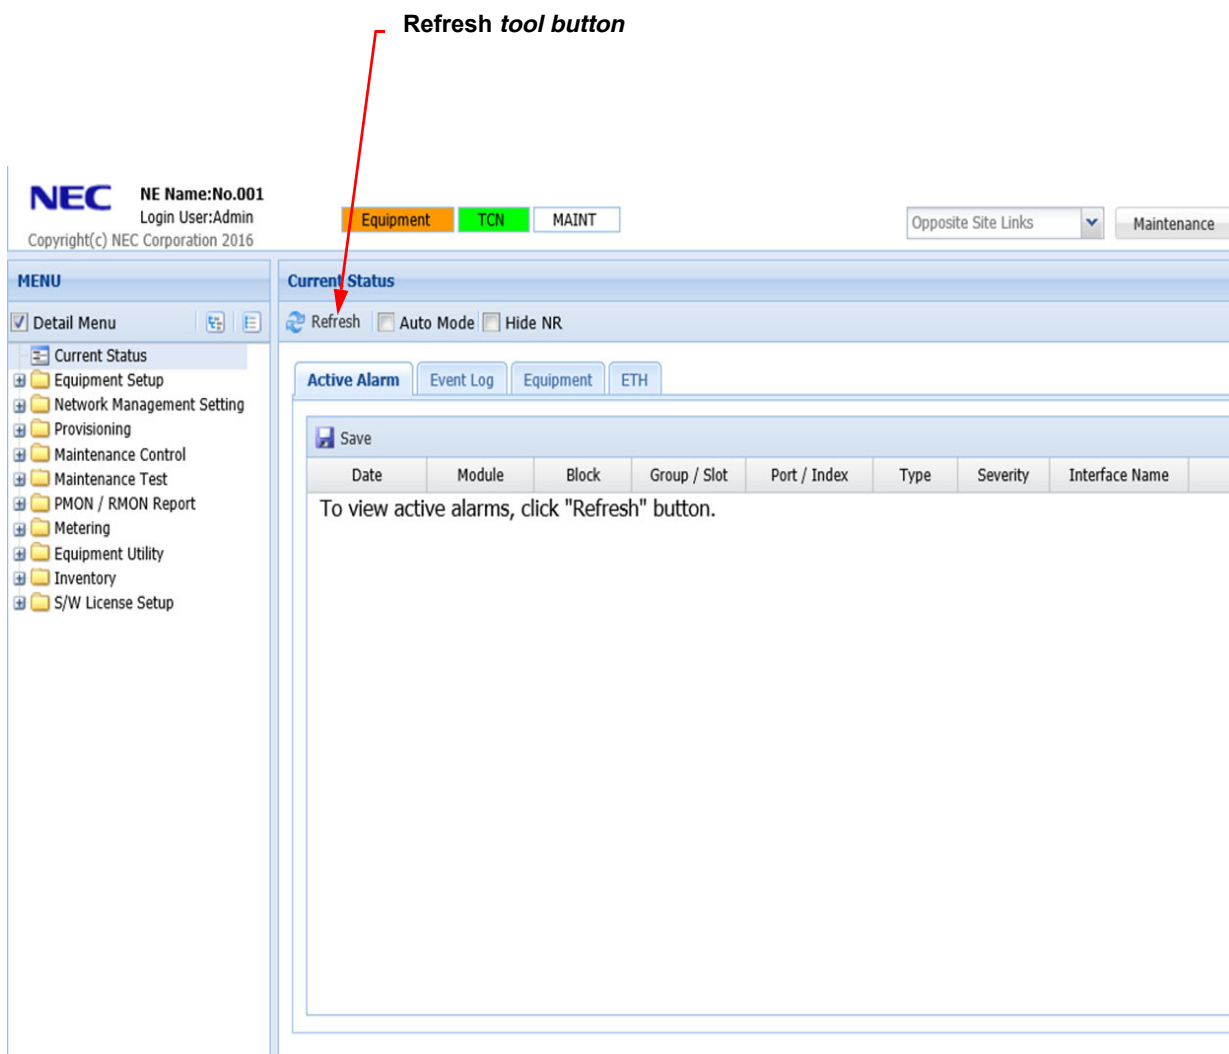 Refresh tool button
NEC
NE Name:No.001
Login User:Admin
Copyright(c) NEC Corporation 2016
Equipment
TCN
MAINT
Opposite Site Links
Maintenance
MENU
Detail Menu
Current Status
Equipment Setup
Network Management Setting
Provisioning
Maintenance Control
Maintenance Test
PMON / RMON Report
Metering
Equipment Utility
Inventory
S/W License Setup
Current Status
Refresh
Auto Mode
Hide NR
Active Alarm
Event Log
Equipment
ETH
Save
Date
Module
Block
Group / Slot
Port / Index
Type
Severity
Interface Name
To view active alarms, click "Refresh" button.